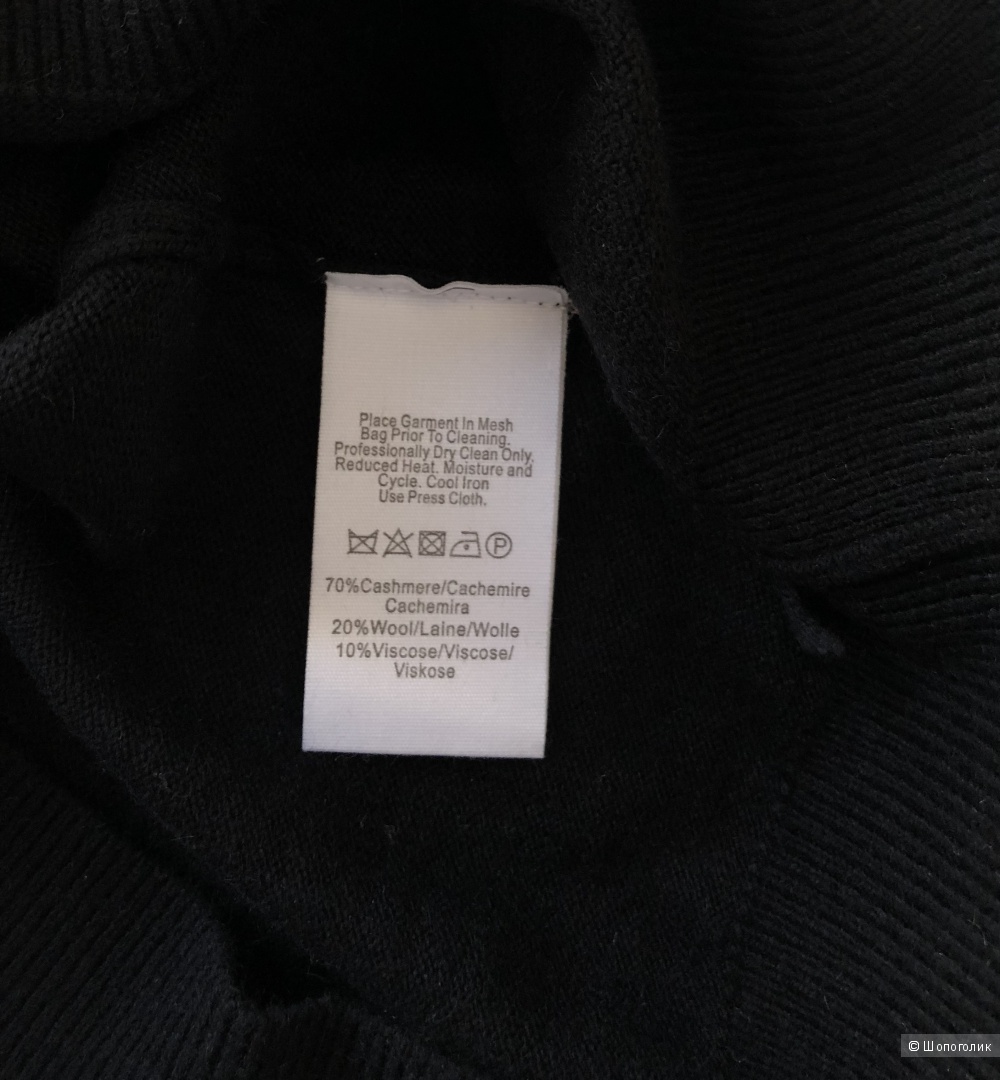 Place Garment In Mesh
Bag Prior To Cleaning.
Professionally Dry Clean Only.
Reduced Heat. Moisture and
Cycle. Cool Iron
Use Press Cloth.
P
70%Cashmere/Cachemire
Cachemira
20%Wool/Laine/Wolle
10%Viscose/Viscose/
Viskose
© Шопоголик